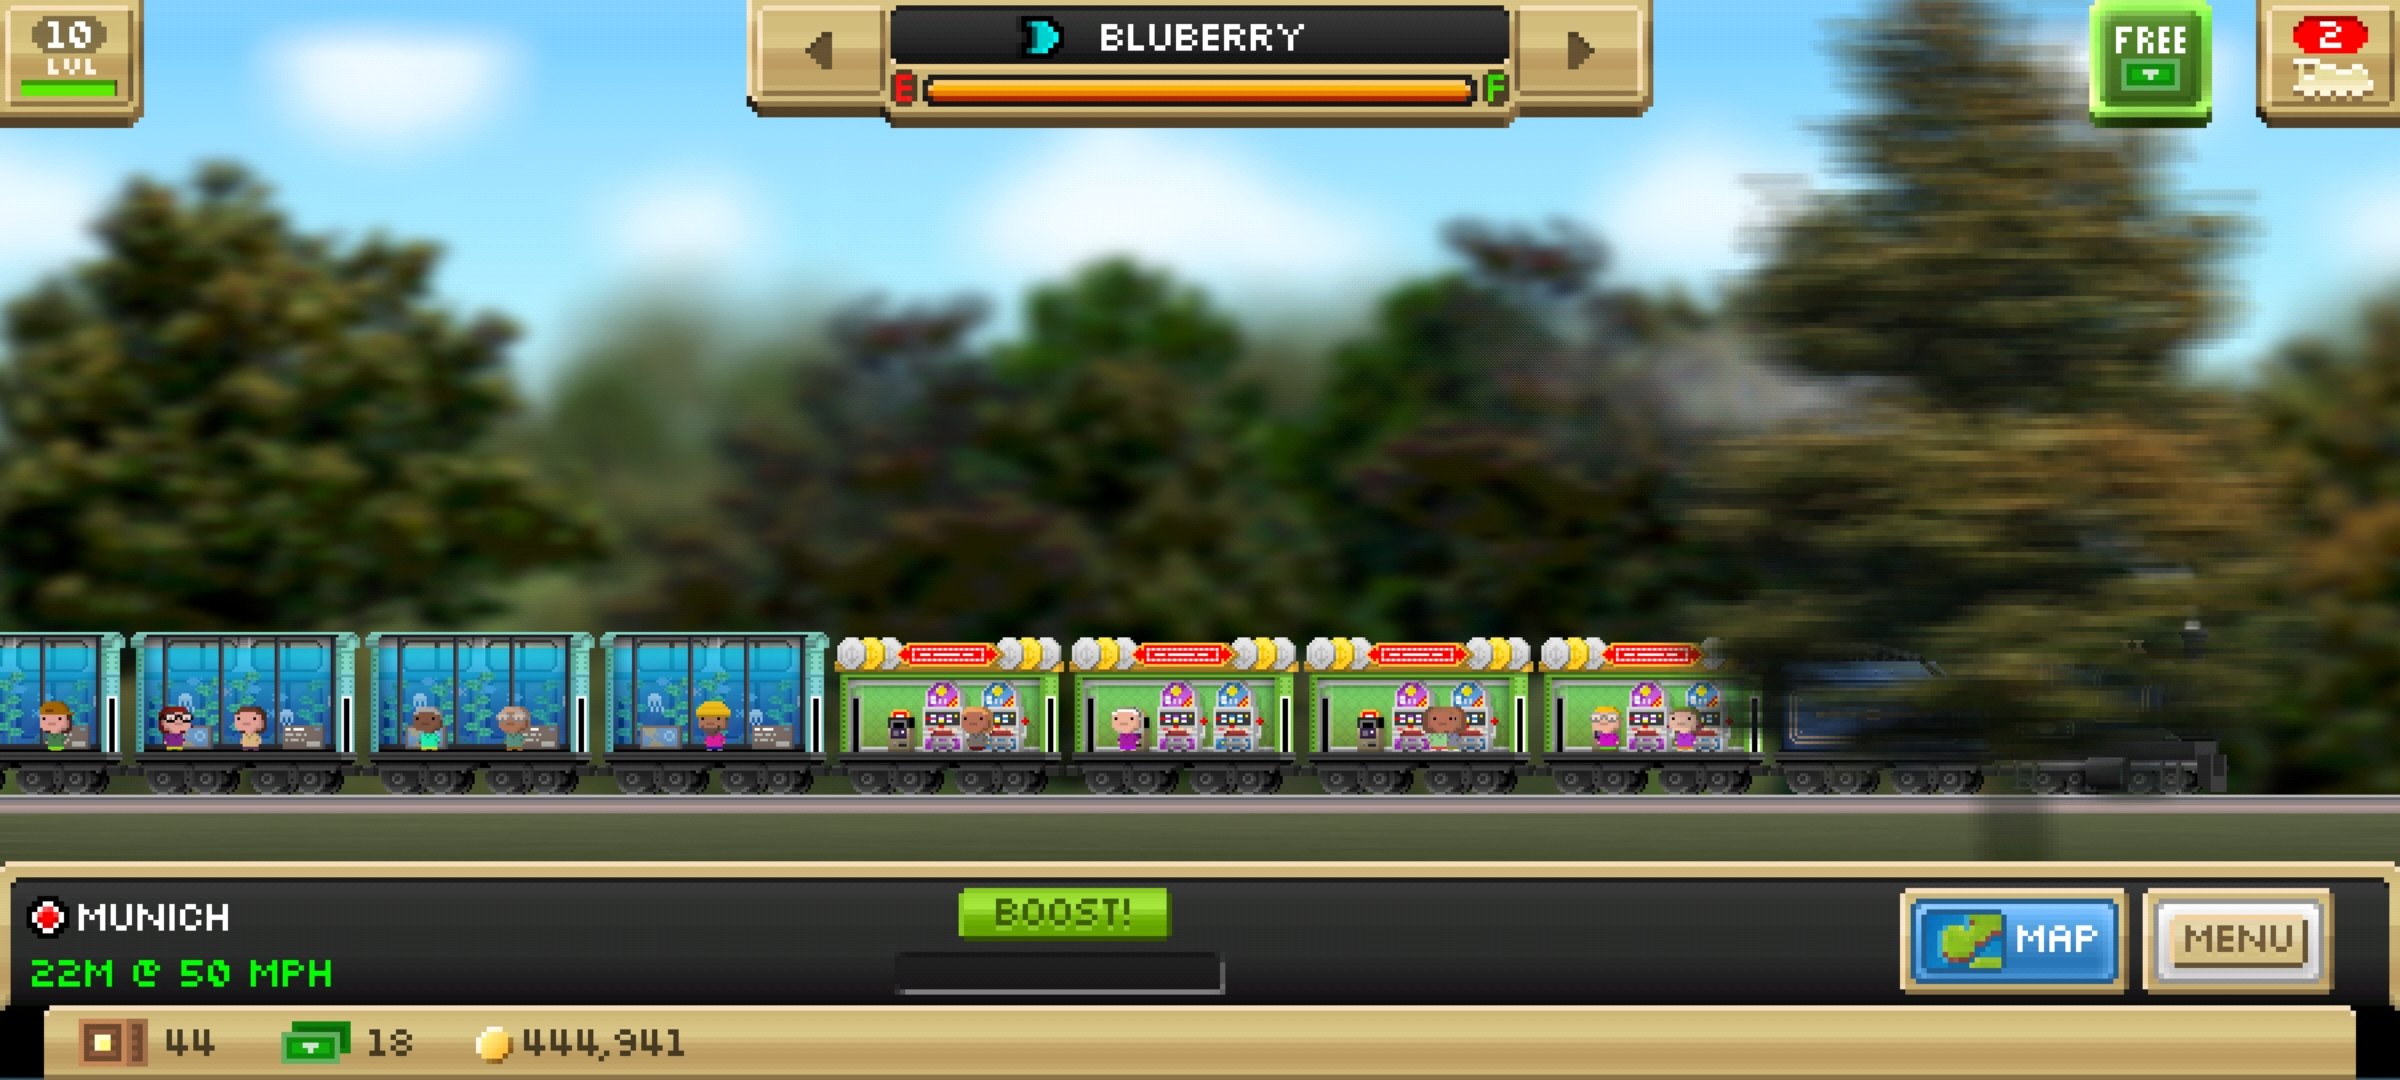 10
LVL
BLUBERRY
E F
FREE
2
MUNICH
22M @ 50 MPH
BOOST!
MAP
MENU
44
18
444,941